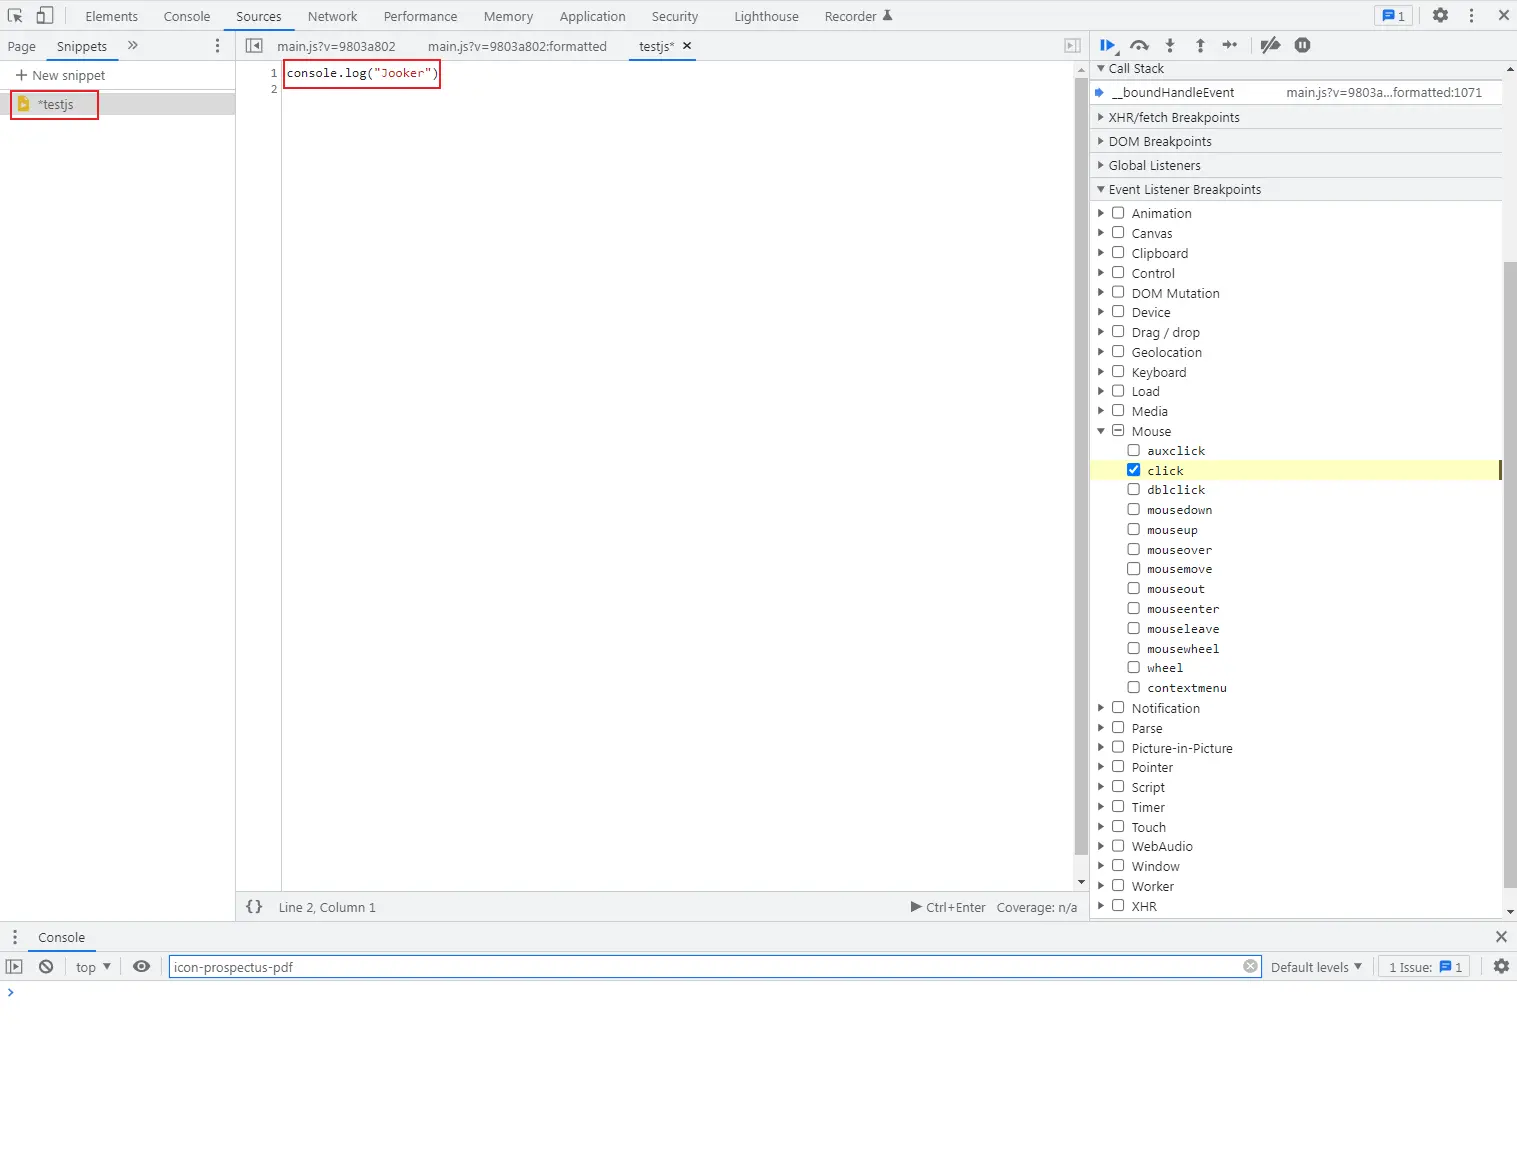 Elements Console Sources Network Performance Memory Application Security Lighthouse Recorder 1
Page Snippets
main.js?v=9803a802 main.js?v=9803a802:formatted testjs*
New snippet
*testjs
1 console.log("Jooker")
2
{} Line 2, Column 1 Ctrl+Enter Coverage: n/a
Call Stack
__boundHandleEvent main.js?v=9803a...formatted:1071
XHR/fetch Breakpoints
DOM Breakpoints
Global Listeners
Event Listener Breakpoints
Animation
Canvas
Clipboard
Control
DOM Mutation
Device
Drag / drop
Geolocation
Keyboard
Load
Media
Mouse
auxclick
click
dblclick
mousedown
mouseup
mouseover
mousemove
mouseout
mouseenter
mouseleave
mousewheel
wheel
contextmenu
Notification
Parse
Picture-in-Picture
Pointer
Script
Timer
Touch
WebAudio
Window
Worker
XHR
Console
top icon-prospectus-pdf Default levels 1 Issue: 1